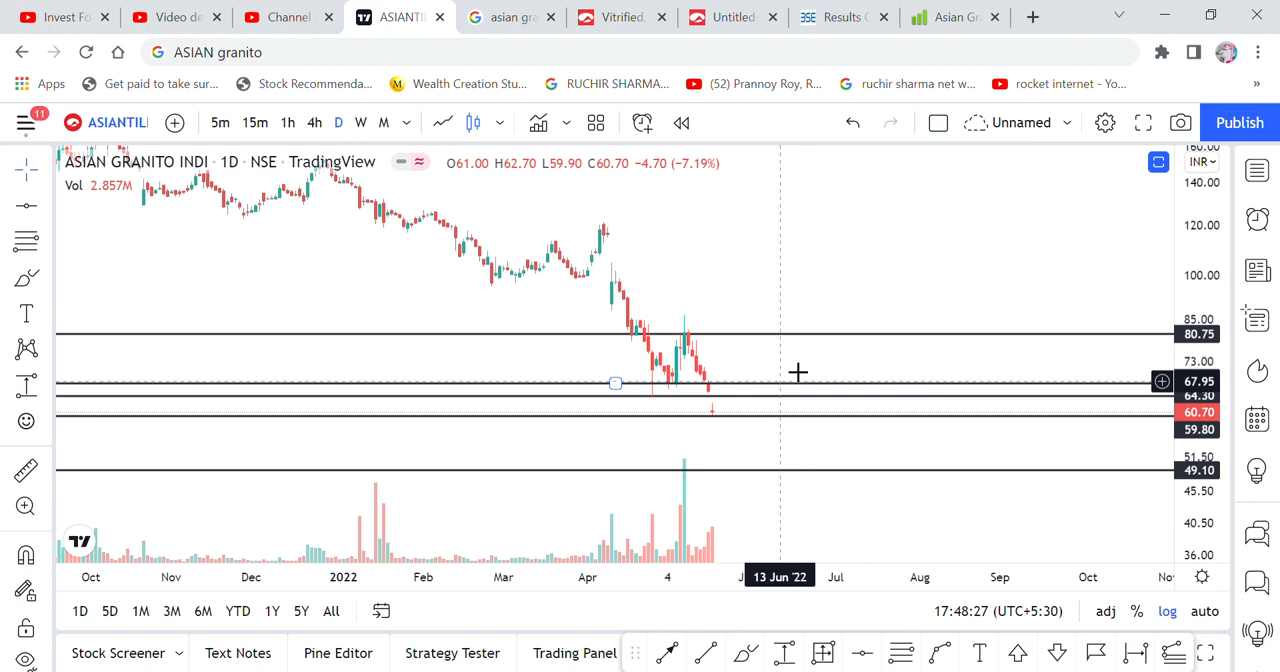 Invest Fo
Video de
Channel
ASIANTI
asian gra
Vitrified,
Untitled-
BSE Results C
Asian Gr
ASIAN granito
Apps
Get paid to take sur...
Stock Recommenda...
M Wealth Creation Stu...
RUCHIR SHARMA...
(52) Prannoy Roy, R...
ruchir sharma net w...
rocket internet - Yo...
»
11
ASIANTIL
5m 15m 1h 4h D W M
Unnamed
Publish
ASIAN GRANITO INDI · 1D · NSE · TradingView
O61.00 H62.70 L59.90 C60.70 −4.70 (−7.19%)
INR
Vol 2.857M
160.00
140.00
120.00
100.00
85.00
80.75
73.00
67.95
64.30
60.70
59.80
51.50
49.10
45.50
40.50
36.00
Oct Nov Dec 2022 Feb Mar Apr 4 13 Jun '22 Jul Aug Sep Oct
1D 5D 1M 3M 6M YTD 1Y 5Y All
17:48:27 (UTC+5:30)
adj % log auto
Stock Screener Text Notes Pine Editor Strategy Tester Trading Panel